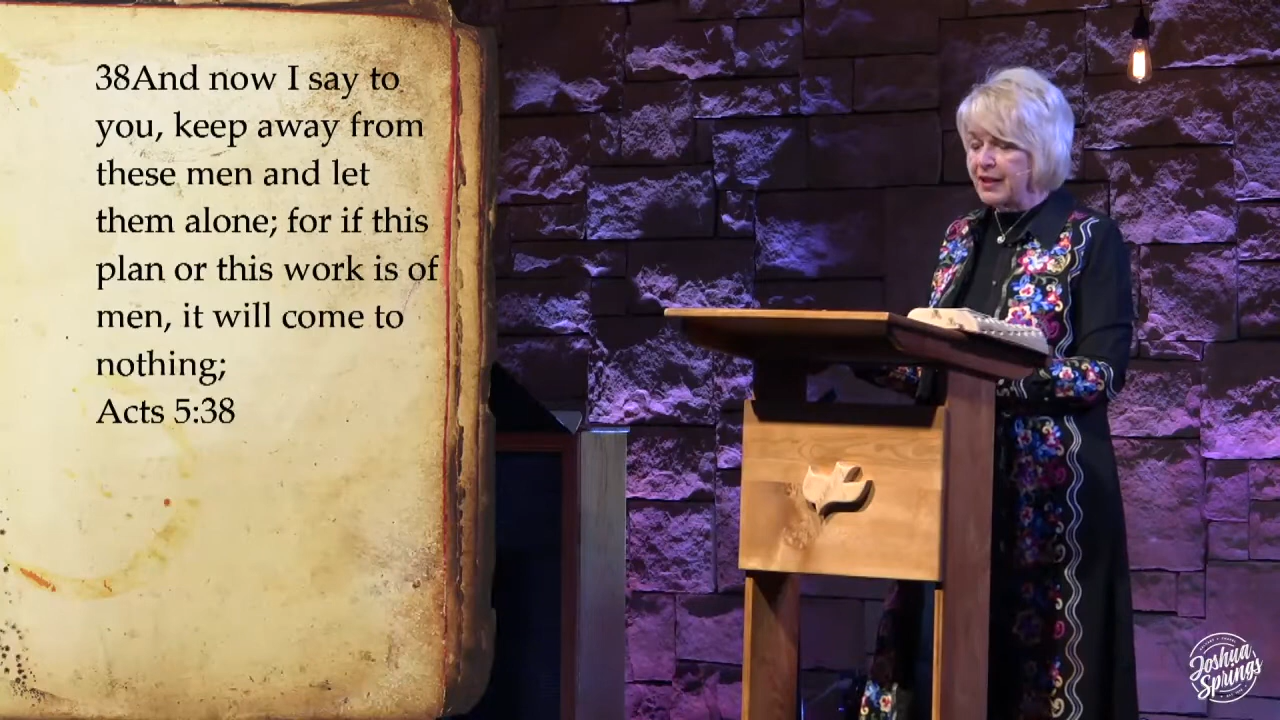 38And now I say to
you, keep away from
these men and let
them alone; for if this
plan or this work is of
men, it will come to
nothing;
Acts 5:38
Joshua
Springs